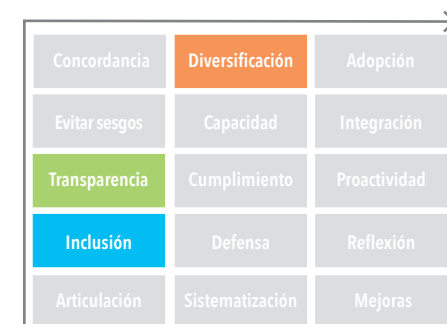 Concordancia Diversificación Adopción
Evitar sesgos Capacidad Integración
Transparencia Cumplimiento Proactividad
Inclusión Defensa Reflexión
Articulación Sistematización Mejoras